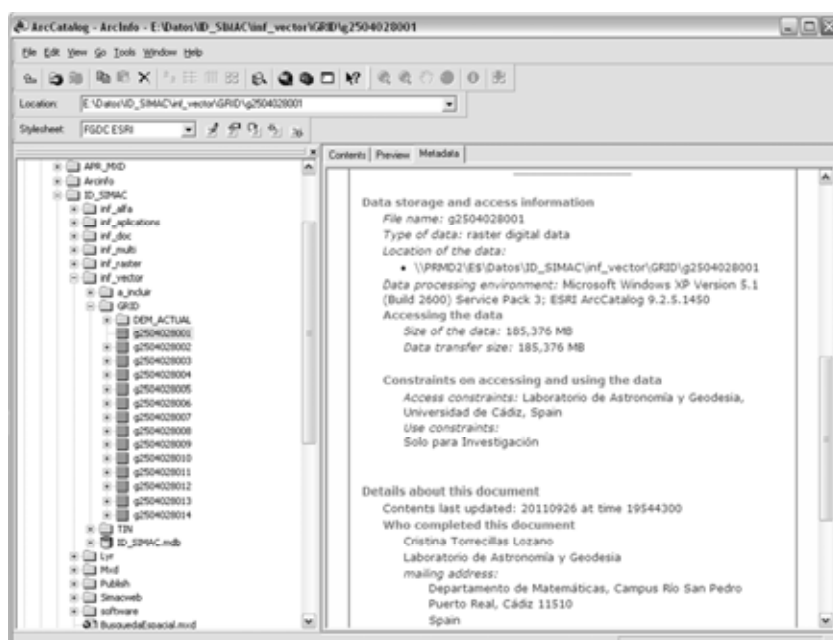 ArcCatalog - ArcInfo - E:\Datos\ID_SIMAC\inf_vector\GRID\g2504028001
File Edit View Go Tools Window Help
Location: E:\Datos\ID_SIMAC\inf_vector\GRID\g2504028001
Stylesheet: FGDC ESRI
APR_MXD
Arcinfo
ID_SIMAC
inf_alfa
inf_aplications
inf_doc
inf_multi
inf_raster
inf_vector
a_incluir
GRID
DEM_ACTUAL
g2504028001
g2504028002
g2504028003
g2504028004
g2504028005
g2504028006
g2504028007
g2504028008
g2504028009
g2504028010
g2504028011
g2504028012
g2504028013
g2504028014
TIN
ID_SIMAC.mdb
Lyr
Mxd
Publish
Simacweb
software
BusquedaEspacial.mxd
Contents Preview Metadata
Data storage and access information
File name: g2504028001
Type of data: raster digital data
Location of the data:
• \\PRMD2\E$\Datos\ID_SIMAC\inf_vector\GRID\g2504028001
Data processing environment: Microsoft Windows XP Version 5.1
(Build 2600) Service Pack 3; ESRI ArcCatalog 9.2.5.1450
Accessing the data
Size of the data: 185,376 MB
Data transfer size: 185,376 MB
Constraints on accessing and using the data
Access constraints: Laboratorio de Astronomía y Geodesia,
Universidad de Cádiz, Spain
Use constraints:
Solo para Investigación
Details about this document
Contents last updated: 20110926 at time 19544300
Who completed this document
Cristina Torrecillas Lozano
Laboratorio de Astronomía y Geodesia
mailing address:
Departamento de Matemáticas, Campus Río San Pedro
Puerto Real, Cádiz 11510
Spain